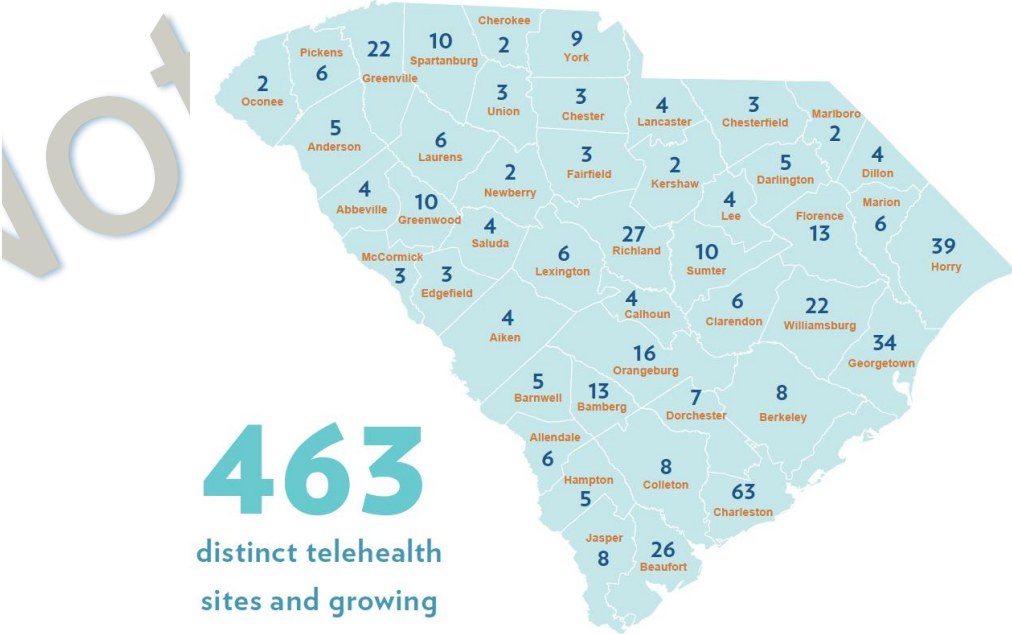 Not
Cherokee
2
9
York
10
Spartanburg
22
Greenville
Pickens
6
2
Oconee
3
Union
3
Chester
4
Lancaster
3
Chesterfield
Marlboro
2
5
Anderson
6
Laurens
2
Newberry
3
Fairfield
2
Kershaw
5
Darlington
4
Dillon
4
Abbeville
10
Greenwood
4
Saluda
4
Lee
Florence
13
Marion
6
27
Richland
10
Sumter
39
Horry
McCormick
3
3
Edgefield
6
Lexington
4
Calhoun
6
Clarendon
22
Williamsburg
34
Georgetown
4
Aiken
16
Orangeburg
5
Barnwell
13
Bamberg
7
Dorchester
8
Berkeley
Allendale
6
Hampton
5
8
Colleton
63
Charleston
Jasper
8
26
Beaufort
463
distinct telehealth
sites and growing